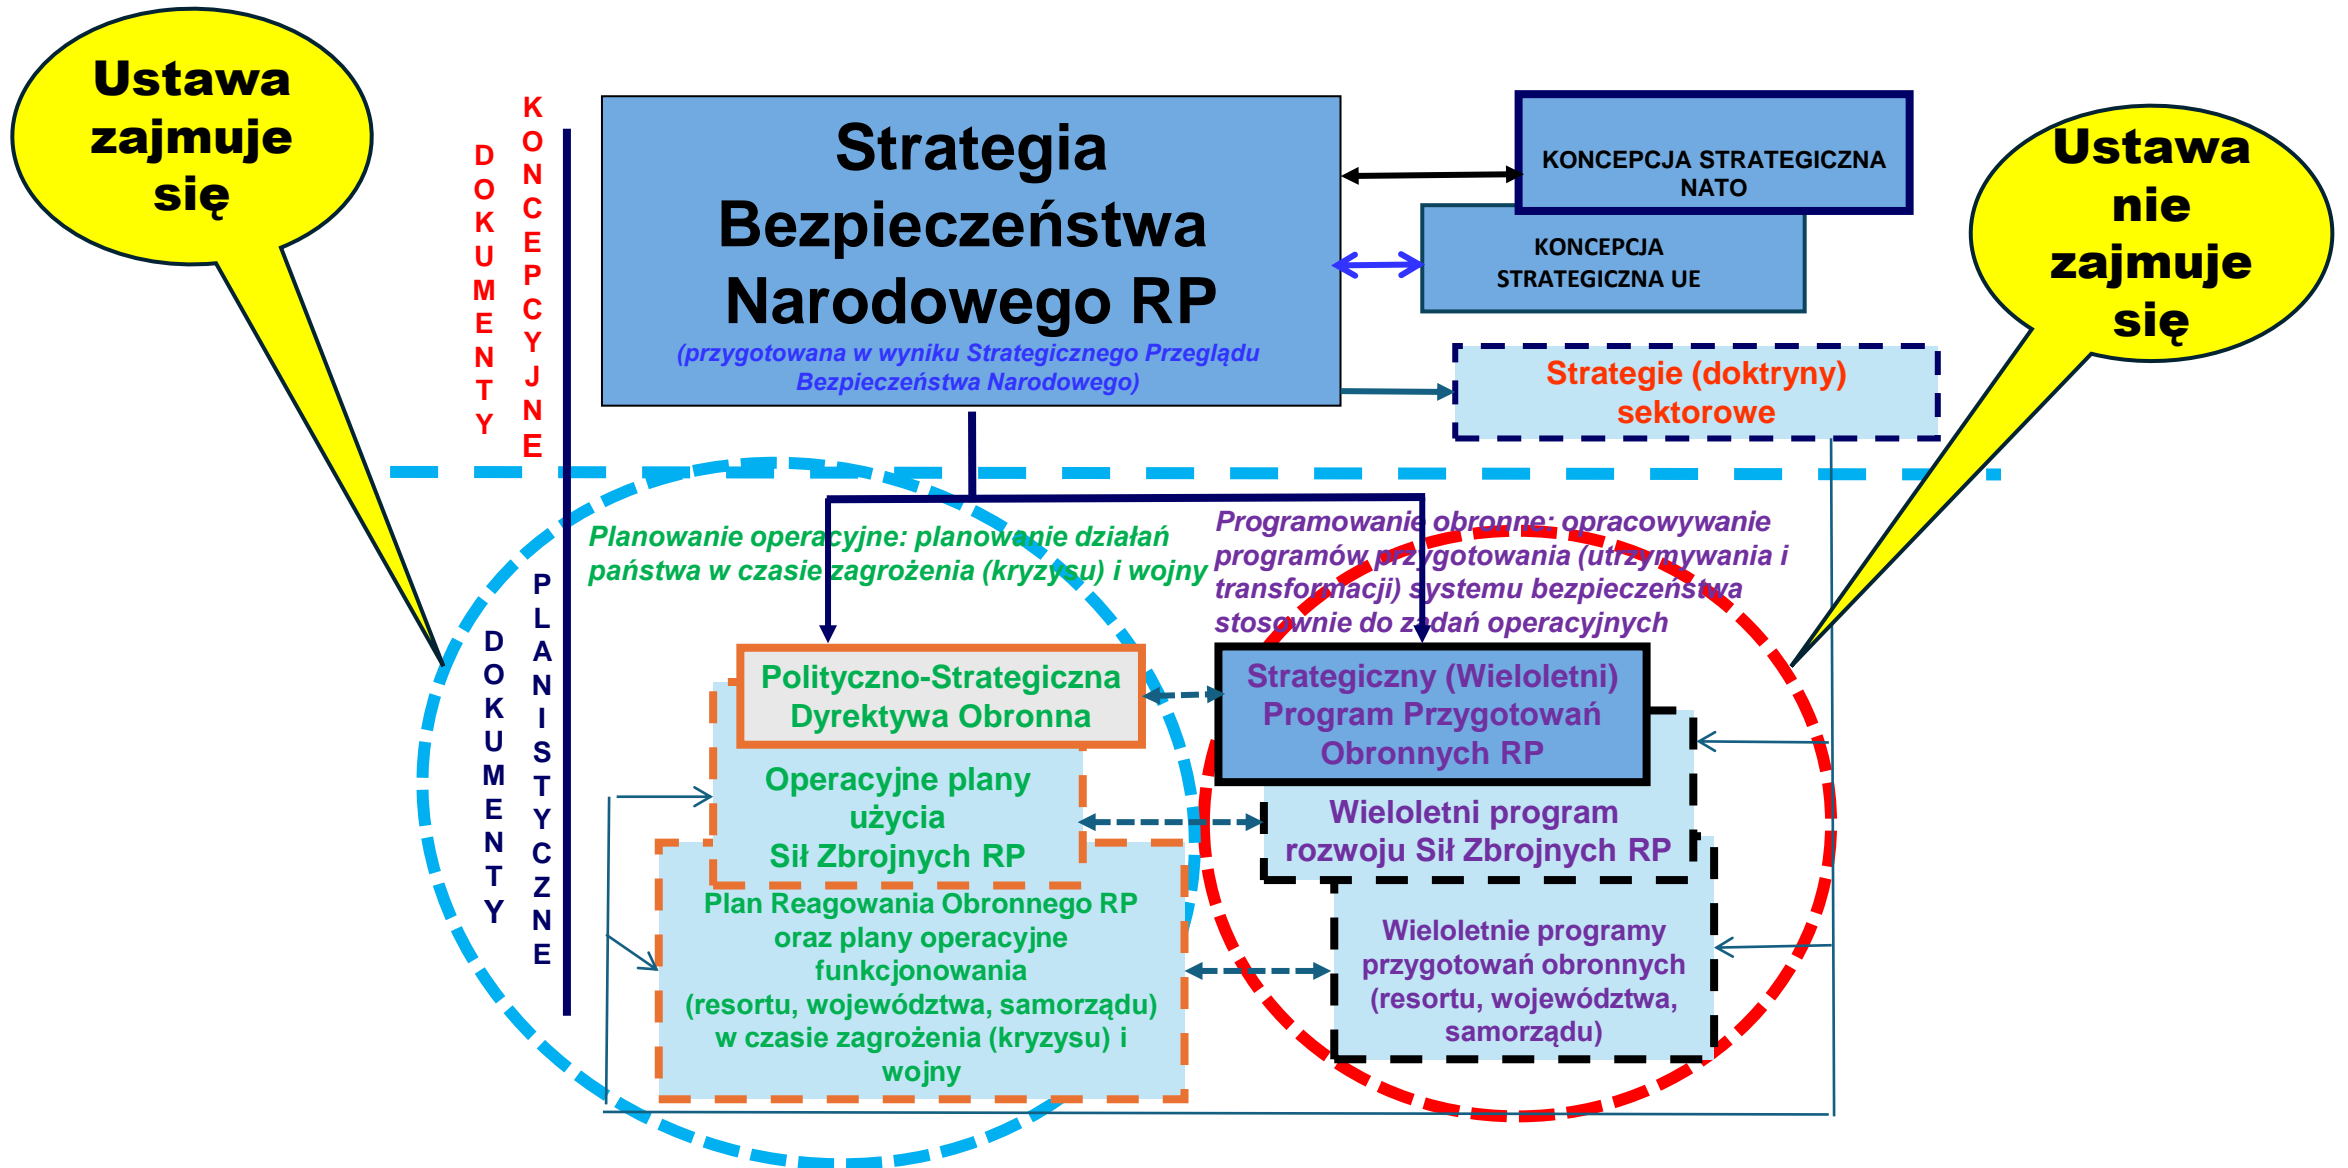 Ustawa
zajmuje
się
DOKUMENTY
KONCEPCYJNE
Strategia
Bezpieczeństwa
Narodowego RP
(przygotowana w wyniku Strategicznego Przeglądu
Bezpieczeństwa Narodowego)
KONCEPCJA STRATEGICZNA
NATO
KONCEPCJA
STRATEGICZNA UE
Strategie (doktryny)
sektorowe
Ustawa
nie
zajmuje
się
DOKUMENTY
PLANISTYCZNE
Planowanie operacyjne: planowanie działań
państwa w czasie zagrożenia (kryzysu) i wojny
Programowanie obronne: opracowywanie
programów przygotowania (utrzymywania i
transformacji) systemu bezpieczeństwa
stosownie do zadań operacyjnych
Polityczno-Strategiczna
Dyrektywa Obronna
Operacyjne plany
użycia
Sił Zbrojnych RP
Plan Reagowania Obronnego RP
oraz plany operacyjne
funkcjonowania
(resortu, województwa, samorządu)
w czasie zagrożenia (kryzysu) i
wojny
Strategiczny (Wieloletni)
Program Przygotowań
Obronnych RP
Wieloletni program
rozwoju Sił Zbrojnych RP
Wieloletnie programy
przygotowań obronnych
(resortu, województwa,
samorządu)